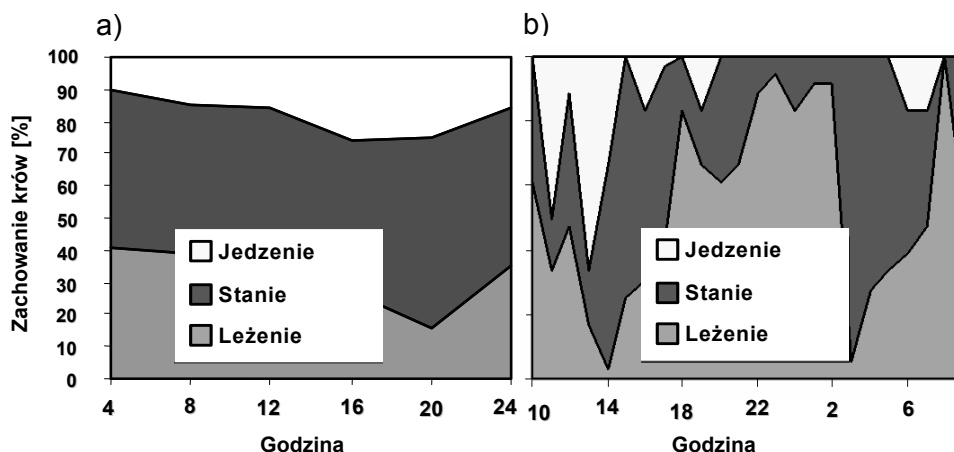 a)
b)
Zachowanie krów [%]
100
90
80
70
60
50
40
30
20
10
0
Jedzenie
Stanie
Leżenie
4
8
12
16
20
24
Godzina
Jedzenie
Stanie
Leżenie
10
14
18
22
2
6
Godzina